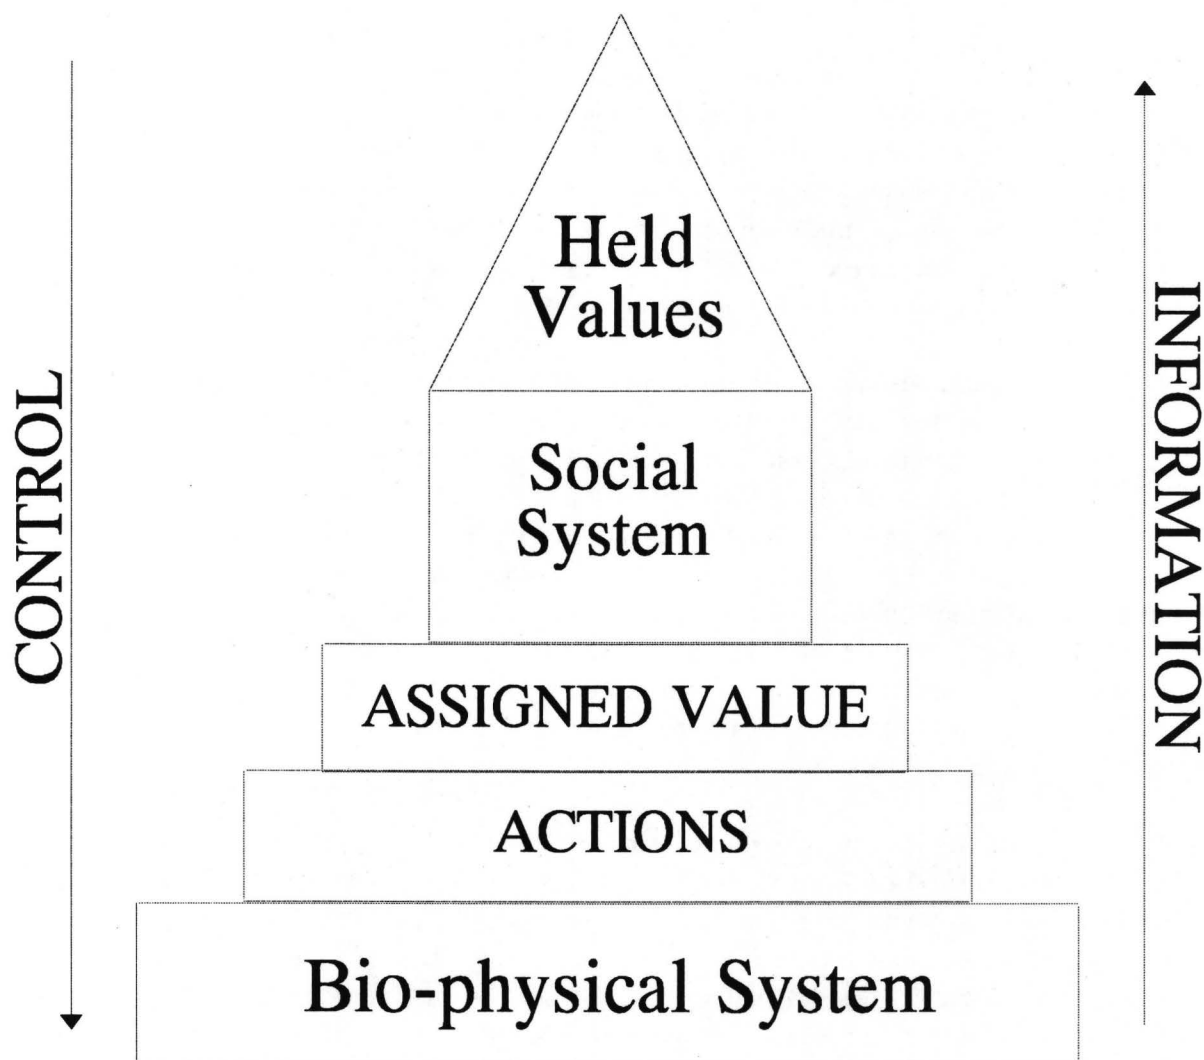 Held
Values
CONTROL
INFORMATION
Social
System
ASSIGNED VALUE
ACTIONS
Bio-physical System